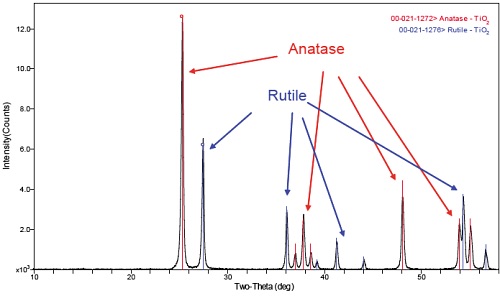 00-021-1272> Anatase - TiO2
00-021-1276> Rutile - TiO2
Anatase
Rutile
Intensity(Counts)
12.0
10.0
8.0
6.0
4.0
2.0
x10^3
10 20 30 40 50
Two-Theta (deg)